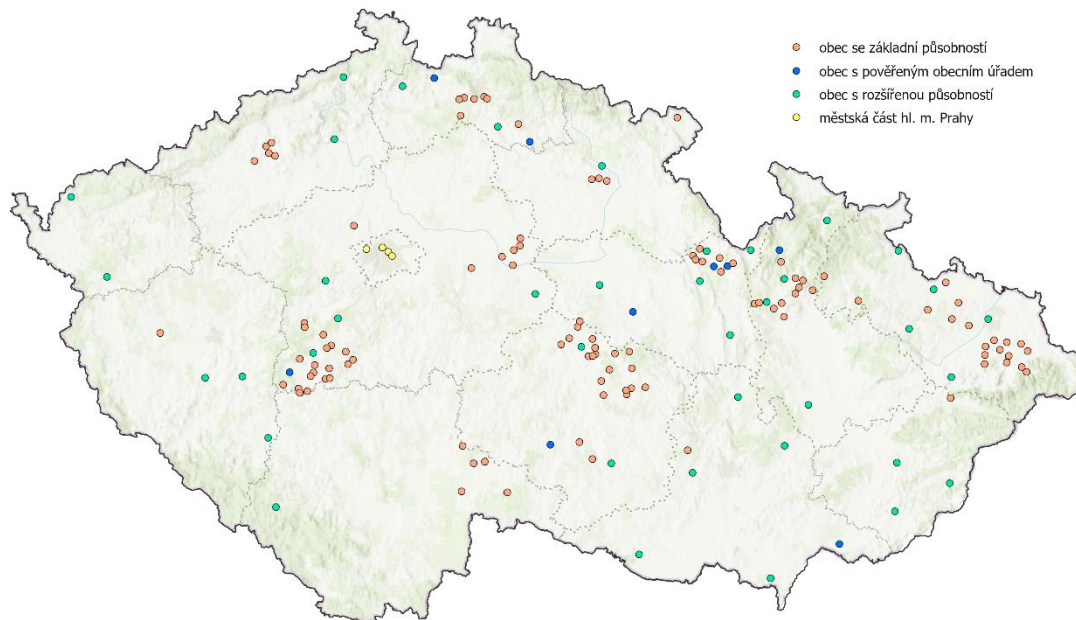 obec se základní působností
obec s pověřeným obecním úřadem
obec s rozšířenou působností
městská část hl. m. Prahy